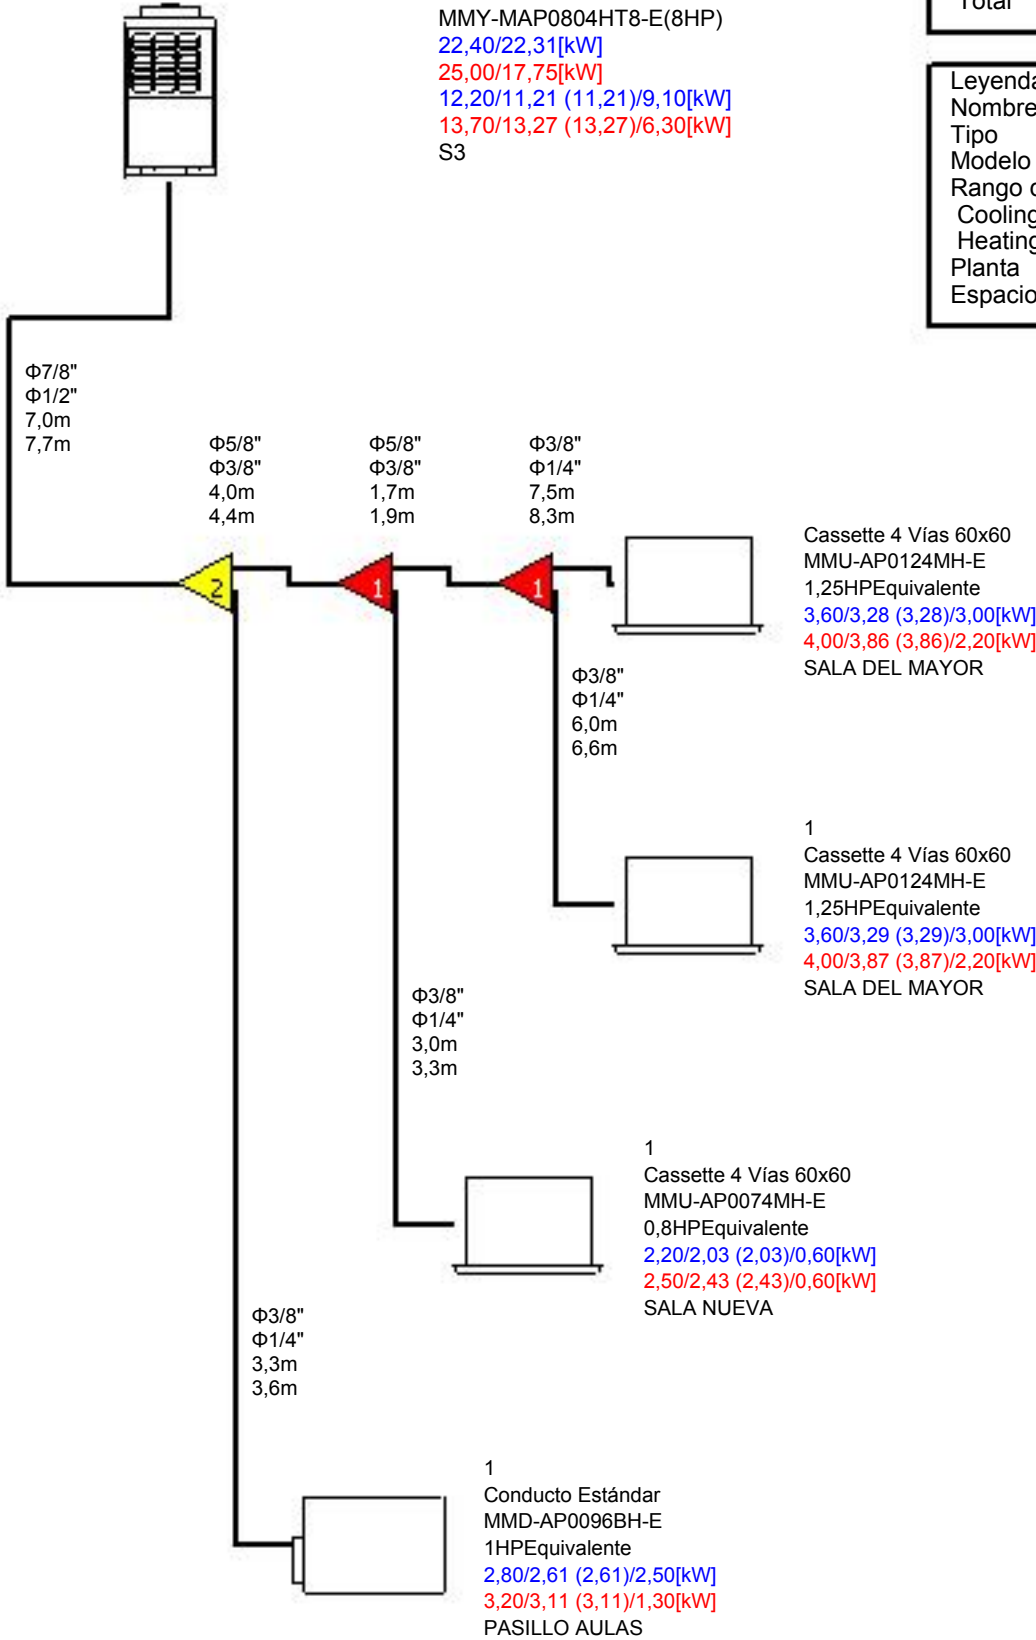 MMY-MAP0804HT8-E(8HP)
22,40/22,31[kW]
25,00/17,75[kW]
12,20/11,21 (11,21)/9,10[kW]
13,70/13,27 (13,27)/6,30[kW]
S3
Total
Leyenda
Nombre
Tipo
Modelo
Rango
Cooling
Heating
Planta
Espacio
Φ7/8"
Φ1/2"
7,0m
7,7m
Φ5/8"
Φ3/8"
4,0m
4,4m
Φ5/8"
Φ3/8"
1,7m
1,9m
Φ3/8"
Φ1/4"
7,5m
8,3m
2
1
1
Cassette 4 Vías 60x60
MMU-AP0124MH-E
1,25HPEquivalente
3,60/3,28 (3,28)/3,00[kW]
4,00/3,86 (3,86)/2,20[kW]
SALA DEL MAYOR
Φ3/8"
Φ1/4"
6,0m
6,6m
1
Cassette 4 Vías 60x60
MMU-AP0124MH-E
1,25HPEquivalente
3,60/3,29 (3,29)/3,00[kW]
4,00/3,87 (3,87)/2,20[kW]
SALA DEL MAYOR
Φ3/8"
Φ1/4"
3,0m
3,3m
1
Cassette 4 Vías 60x60
MMU-AP0074MH-E
0,8HPEquivalente
2,20/2,03 (2,03)/0,60[kW]
2,50/2,43 (2,43)/0,60[kW]
SALA NUEVA
Φ3/8"
Φ1/4"
3,3m
3,6m
1
Conducto Estándar
MMD-AP0096BH-E
1HPEquivalente
2,80/2,61 (2,61)/2,50[kW]
3,20/3,11 (3,11)/1,30[kW]
PASILLO AULAS